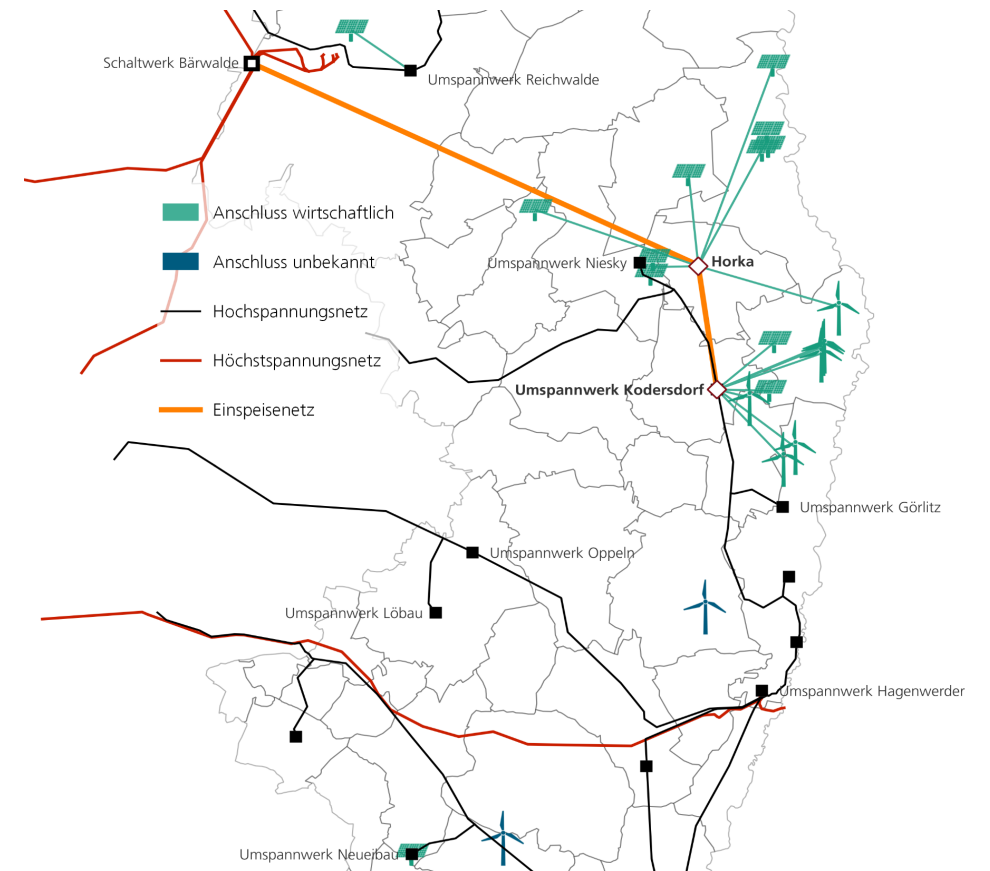 Schaltwerk Bärwalde
Umspannwerk Reichwalde
Anschluss wirtschaftlich
Anschluss unbekannt
Hochspannungsnetz
Höchstspannungsnetz
Einspeisenetz
Umspannwerk Niesky
Horka
Umspannwerk Kodersdorf
Umspannwerk Görlitz
Umspannwerk Oppeln
Umspannwerk Löbau
Umspannwerk Hagenwerder
Umspannwerk Neueibau